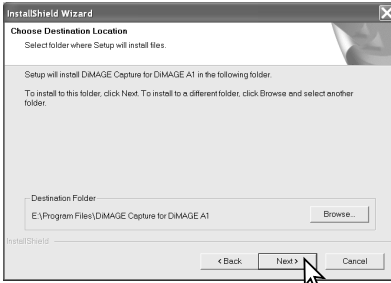 InstallShield Wizard
Choose Destination Location
Select folder where Setup will install files.
Setup will install DiMAGE Capture for DiMAGE A1 in the following folder.
To install to this folder, click Next. To install to a different folder, click Browse and select another
folder.
Destination Folder
E:\Program Files\DiMAGE Capture for DiMAGE A1
Browse...
InstallShield
< Back
Next >
Cancel